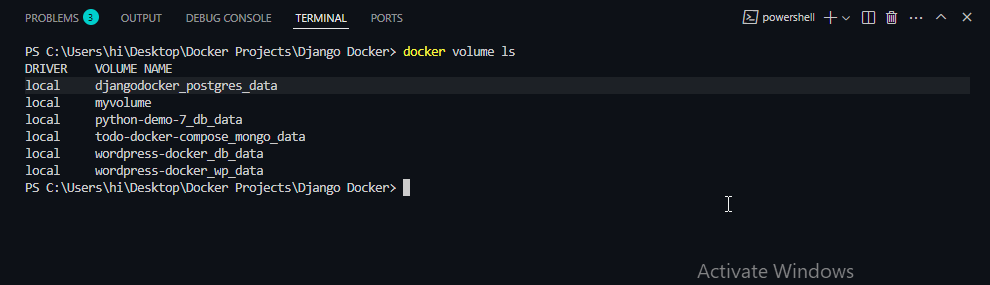 PROBLEMS 3 OUTPUT DEBUG CONSOLE TERMINAL PORTS powershell
PS C:\Users\hi\Desktop\Docker Projects\Django Docker> docker volume ls
DRIVER    VOLUME NAME
local     djangodocker_postgres_data
local     myvolume
local     python-demo-7_db_data
local     todo-docker-compose_mongo_data
local     wordpress-docker_db_data
local     wordpress-docker_wp_data
PS C:\Users\hi\Desktop\Docker Projects\Django Docker>
Activate Windows